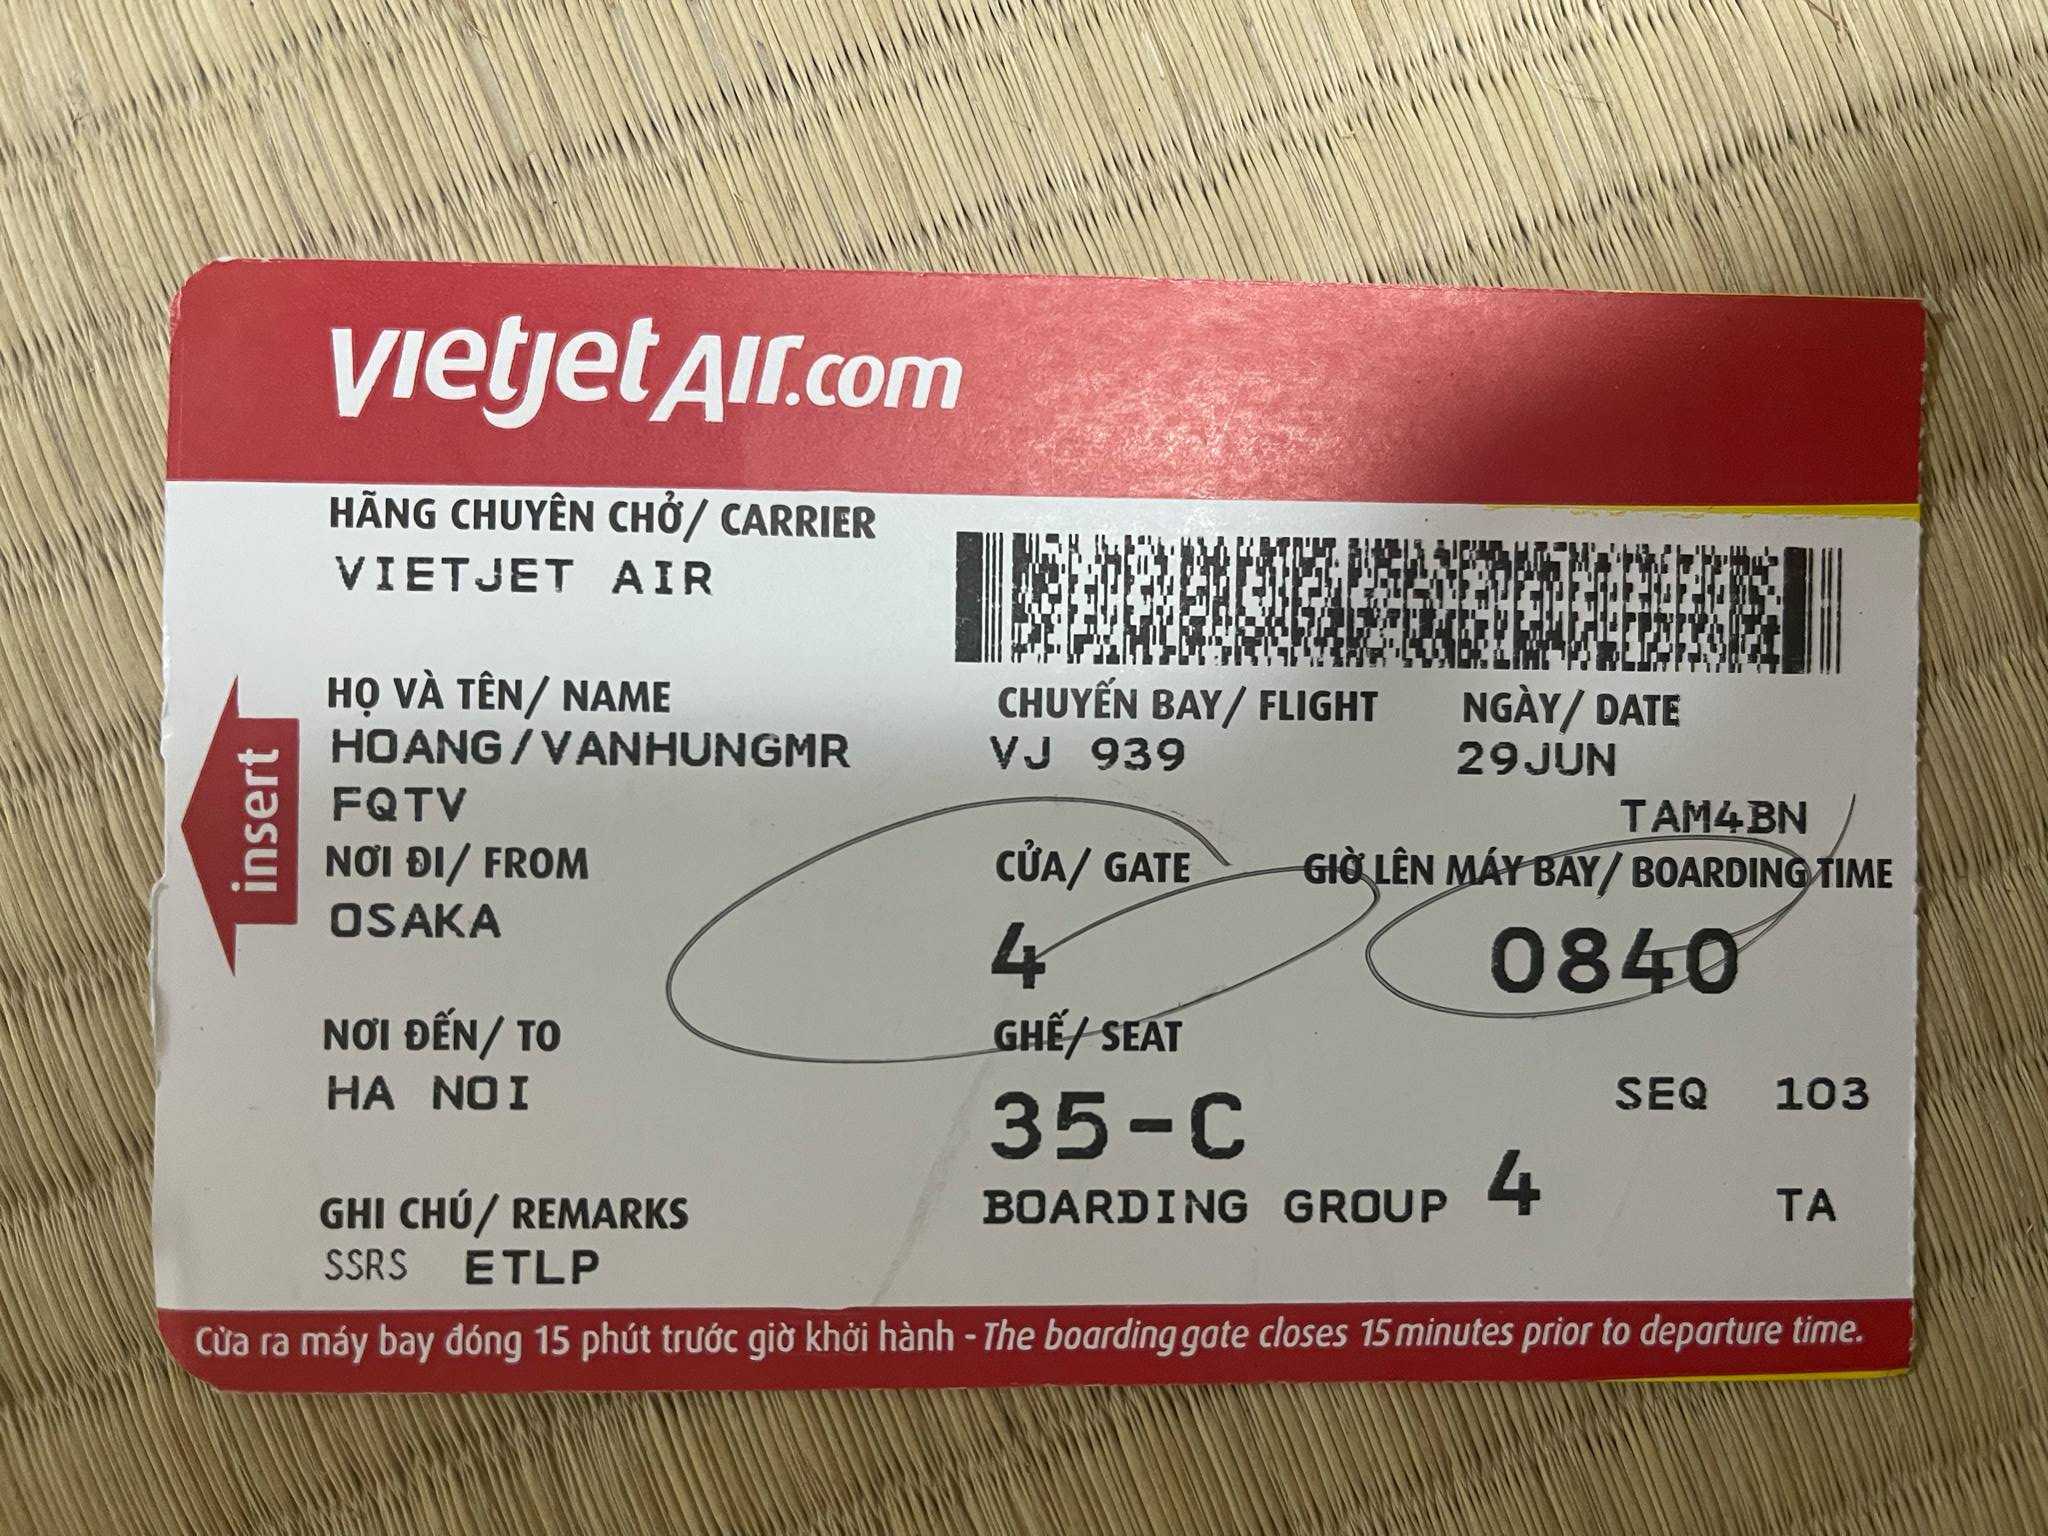 vietjetAir.com
HÃNG CHUYÊN CHỞ/ CARRIER
VIETJET AIR
HỌ VÀ TÊN/ NAME
HOANG/VANHUNGMR
CHUYẾN BAY/ FLIGHT
VJ 939
NGÀY/ DATE
29JUN
FQTV
TAM4BN
NƠI ĐI/ FROM
OSAKA
CỬA/ GATE
4
GIỜ LÊN MÁY BAY/ BOARDING TIME
0840
insert
NƠI ĐẾN/ TO
HA NOI
GHẾ/ SEAT
35-C
SEQ 103
BOARDING GROUP 4
TA
GHI CHÚ/ REMARKS
SSRS ETLP
Cửa ra máy bay đóng 15 phút trước giờ khởi hành - The boarding gate closes 15 minutes prior to departure time.